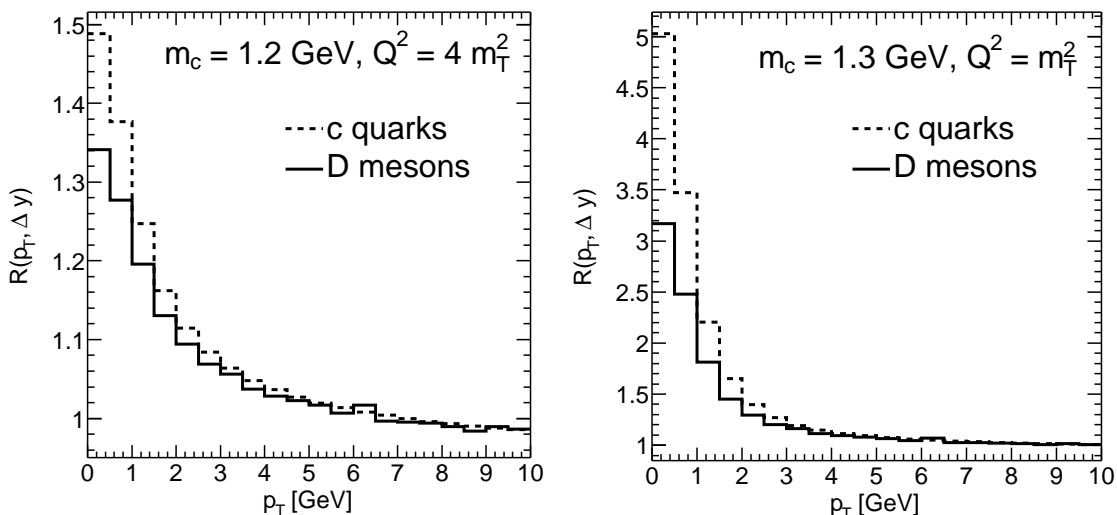 m_c = 1.2 GeV, Q^2 = 4 m_T^2
c quarks
D mesons
R(p_T, Δ y)
1.5
1.4
1.3
1.2
1.1
1
0 1 2 3 4 5 6 7 8 9 10
p_T [GeV]
m_c = 1.3 GeV, Q^2 = m_T^2
c quarks
D mesons
R(p_T, Δ y)
5
4.5
4
3.5
3
2.5
2
1.5
1
0 1 2 3 4 5 6 7 8 9 10
p_T [GeV]